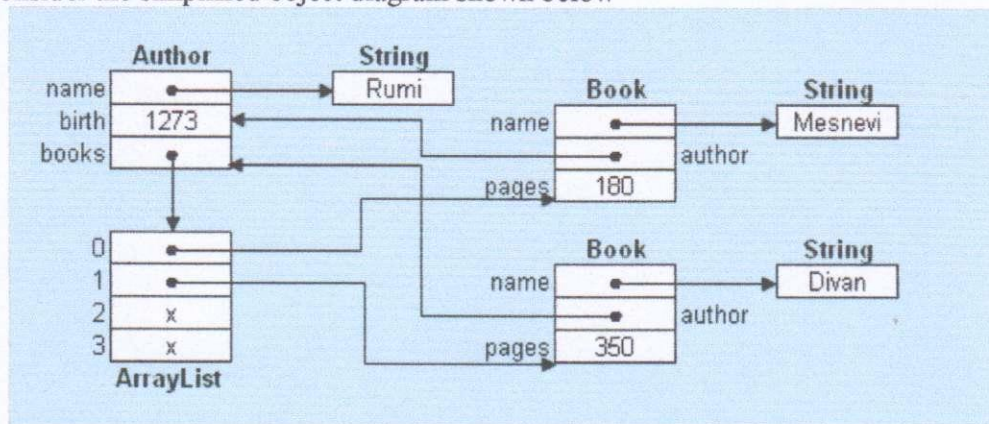 Author
String
name
Rumi
birth
1273
books
Book
String
name
Mesnevi
author
pages
180
0
1
2
x
3
x
ArrayList
Book
String
name
Divan
author
pages
350